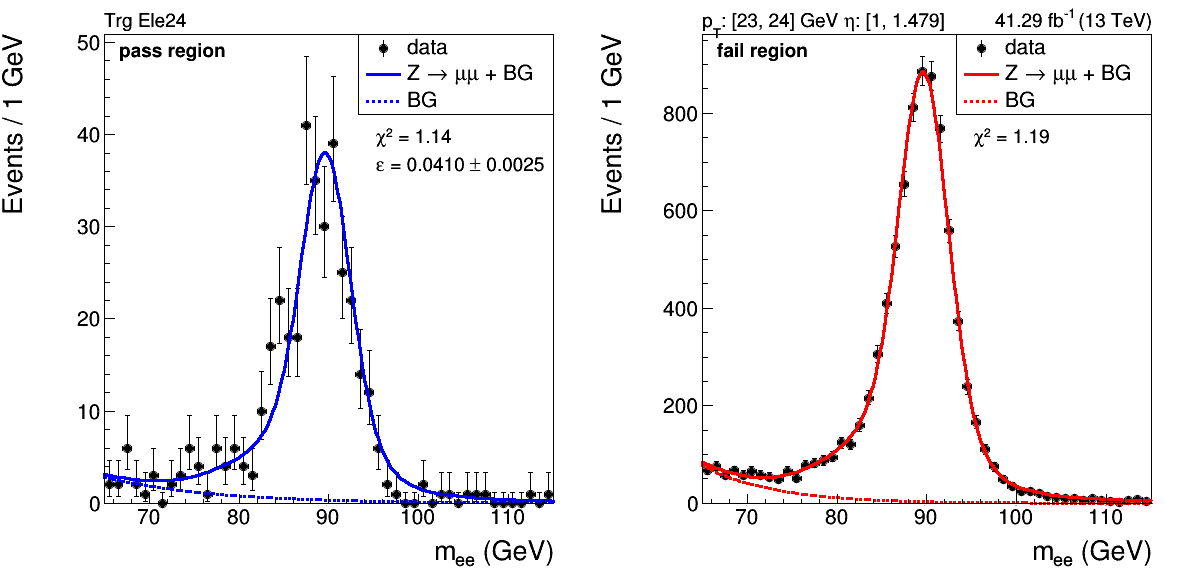 Trg Ele24
pass region
data
Z → μμ + BG
BG
χ² = 1.14
ε = 0.0410 ± 0.0025
Events / 1 GeV
50
40
30
20
10
0
70 80 90 100 110
m_ee (GeV)
p_T: [23, 24] GeV η: [1, 1.479] 41.29 fb⁻¹ (13 TeV)
fail region
data
Z → μμ + BG
BG
χ² = 1.19
Events / 1 GeV
800
600
400
200
0
70 80 90 100 110
m_ee (GeV)